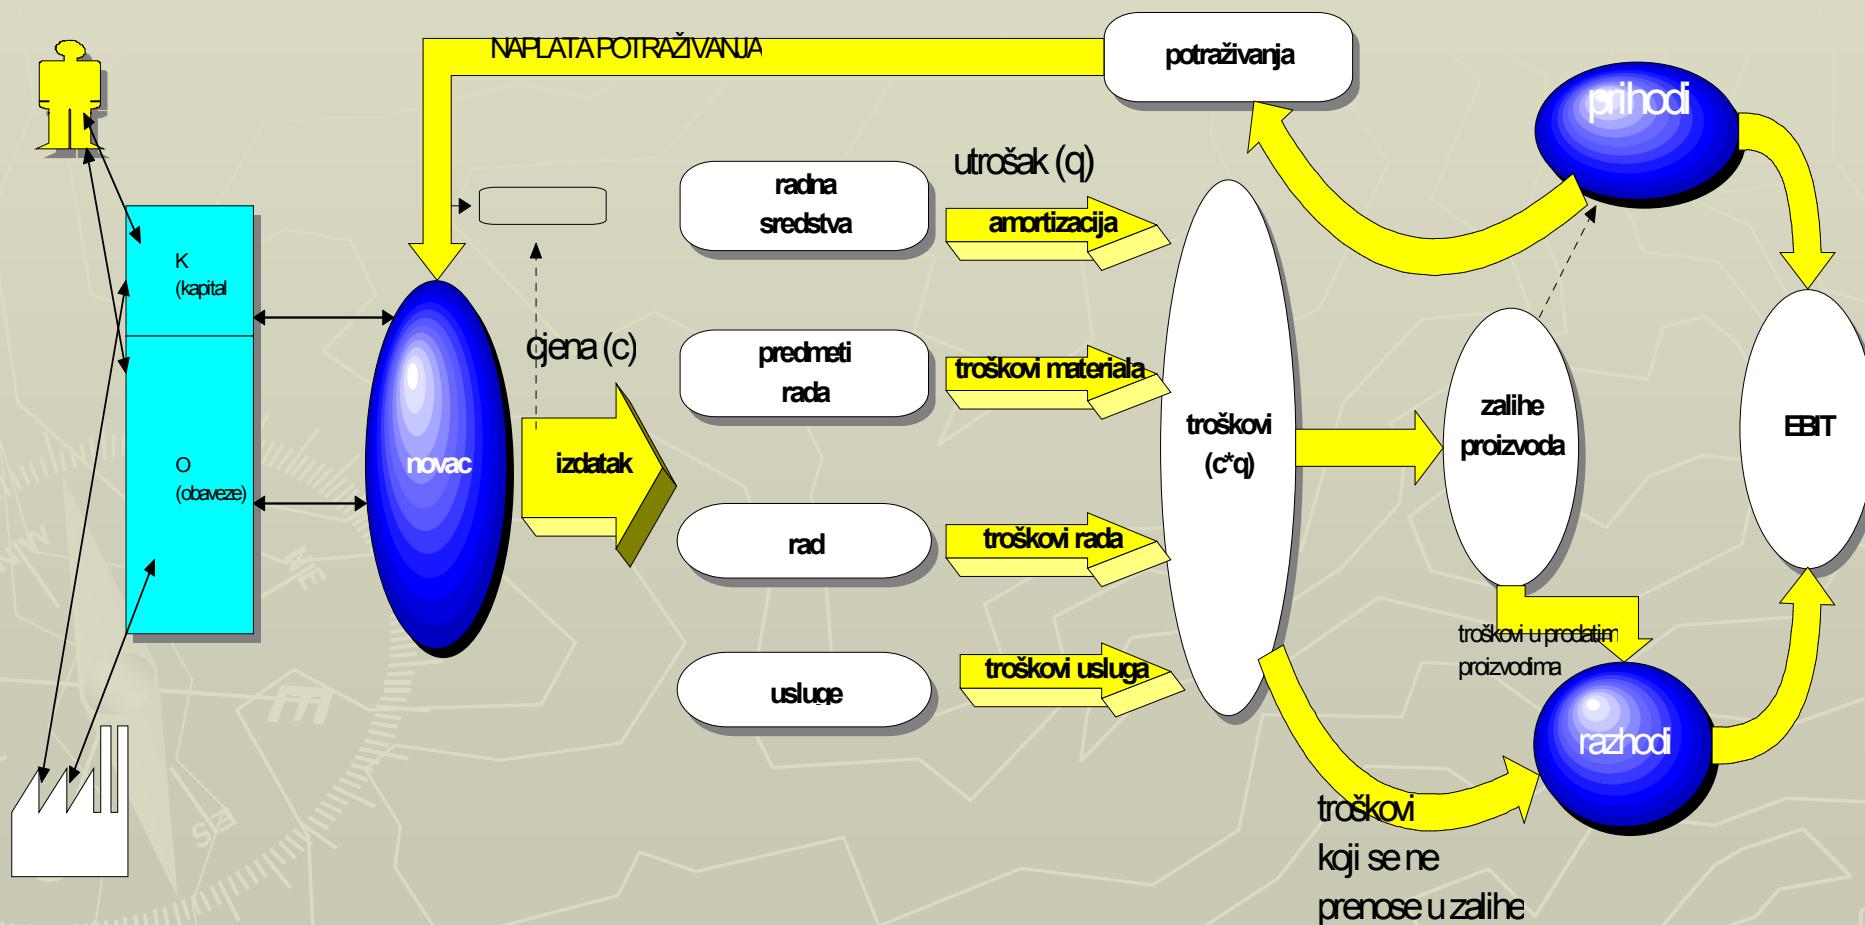 NAPLATA POTRAŽIVANJA
potraživanja
prihodi
utrošak (q)
radna
sredstva
amortizacija
K
(kapital
cjena (c)
predmeti
rada
troškovi materiala
troškovi
(c*q)
zalihe
proizvoda
EBIT
O
(obaveze)
novac
izdatak
rad
troškovi rada
usluge
troškovi usluga
troškovi u prodatim
proizvodima
razhodi
troškovi
koji se ne
prenose u zalihe